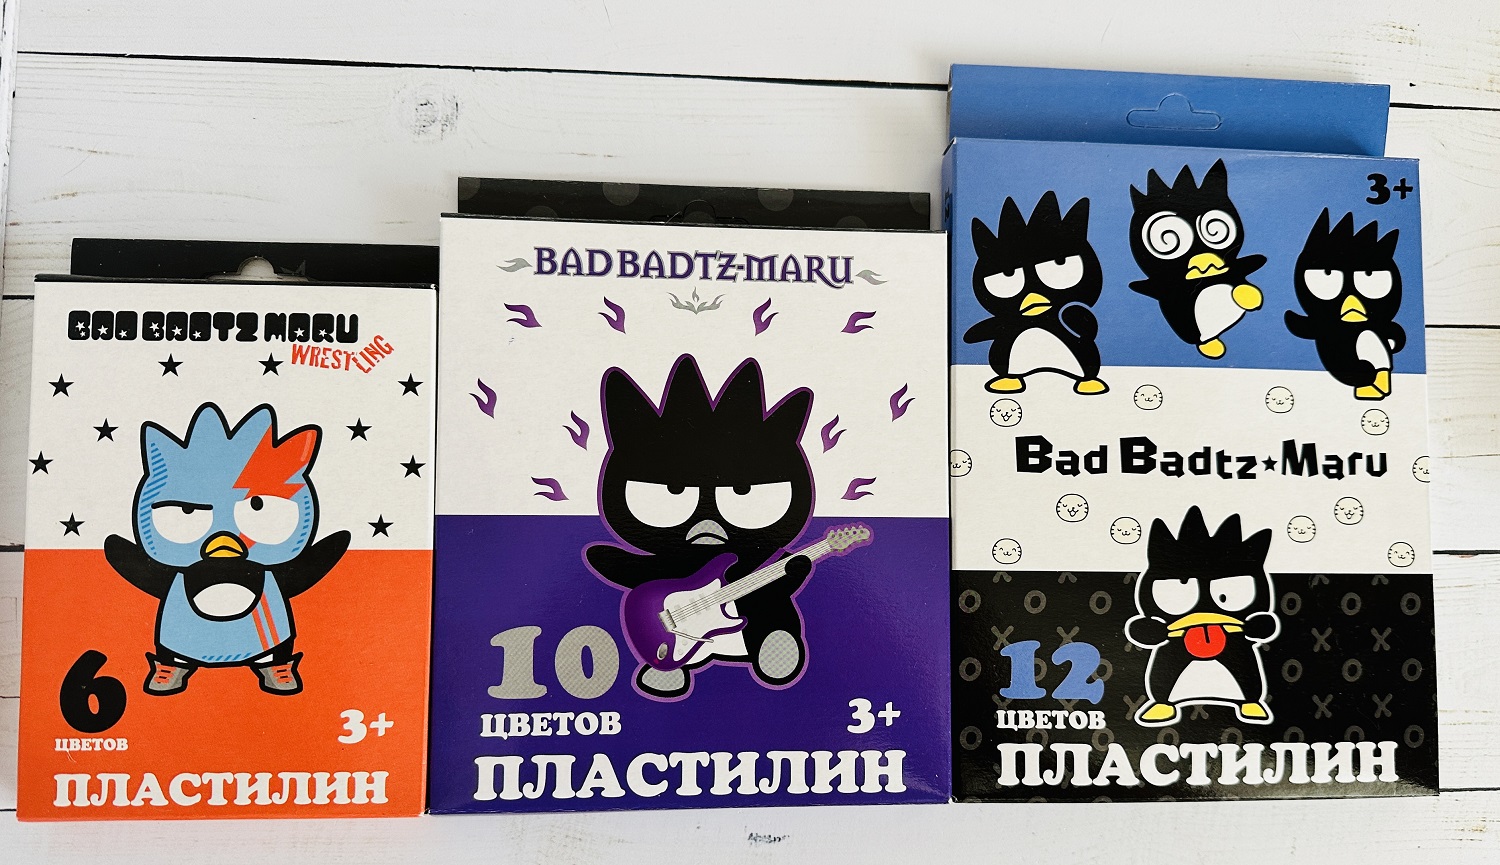 BAD BADTZ MARU
WRESTLING
6
ЦВЕТОВ
3+
ПЛАСТИЛИН
BAD BADTZ-MARU
10
ЦВЕТОВ
3+
ПЛАСТИЛИН
3+
Bad Badtz★Maru
12
ЦВЕТОВ
ПЛАСТИЛИН